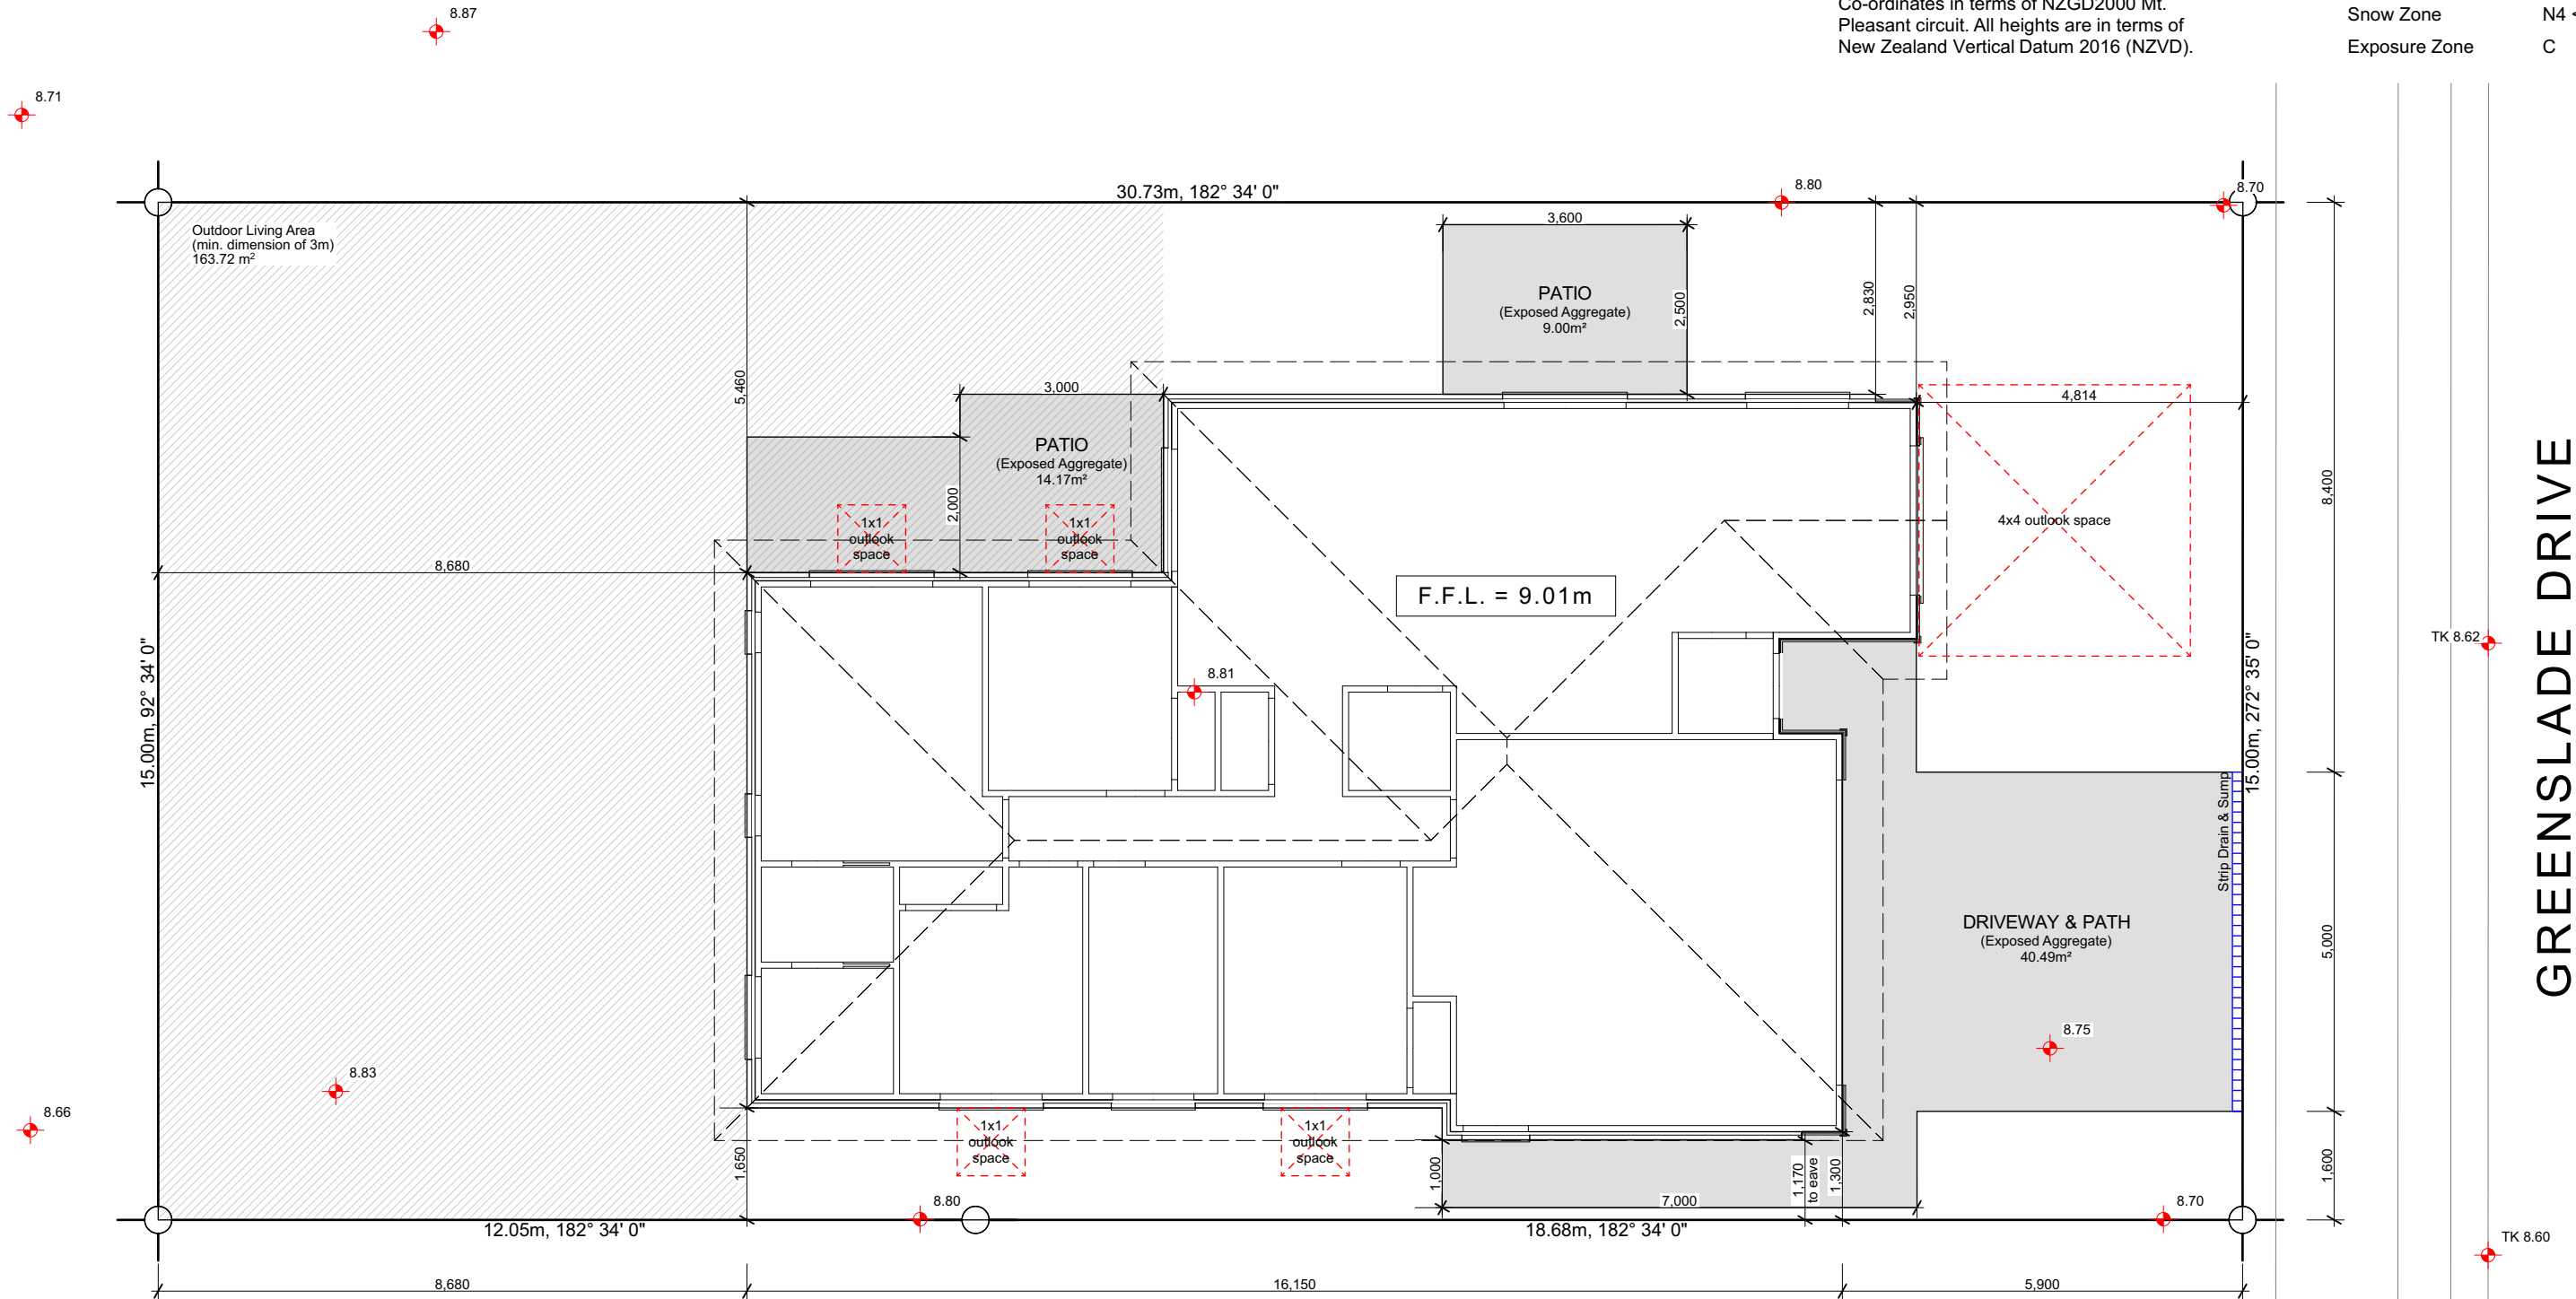 Co-ordinates in terms of NZGD2000 Mt.
Pleasant circuit. All heights are in terms of
New Zealand Vertical Datum 2016 (NZVD).
Snow Zone N4 <
Exposure Zone C
8.87
8.71
30.73m, 182° 34' 0"
8.80
8.70
Outdoor Living Area
(min. dimension of 3m)
163.72 m²
3,600
PATIO
(Exposed Aggregate)
9.00m²
2,500
2,830
2,950
5,460
3,000
4,814
PATIO
(Exposed Aggregate)
14.17m²
2,000
1x1
outlook
space
1x1
outlook
space
4x4 outlook space
8,400
8,680
F.F.L. = 9.01m
GREENSLADE DRIVE
TK 8.62
15.00m, 92° 34' 0"
15.00m, 272° 35' 0"
8.81
Strip Drain & Sump
DRIVEWAY & PATH
(Exposed Aggregate)
40.49m²
5,000
8.75
8.83
8.66
1x1
outlook
space
1x1
outlook
space
1,650
1,000
1,170
to eave
1,300
1,600
7,000
8.80
8.70
12.05m, 182° 34' 0"
18.68m, 182° 34' 0"
TK 8.60
8,680
16,150
5,900